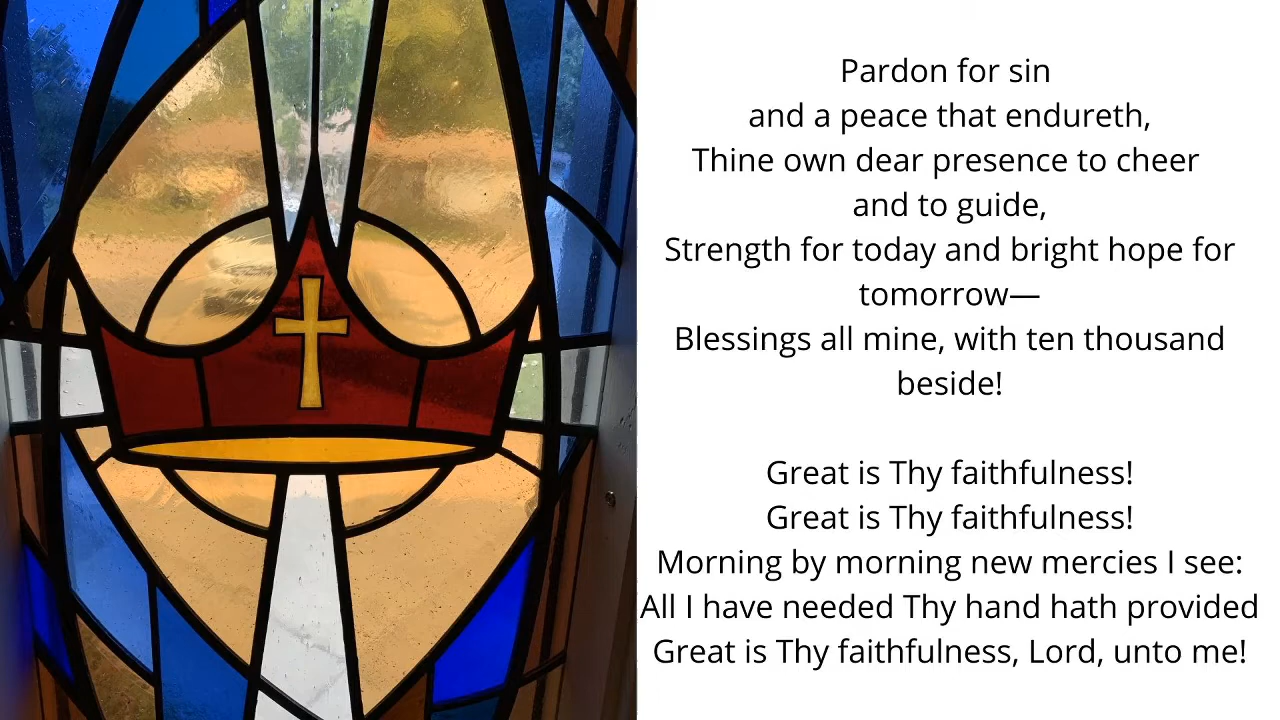 Pardon for sin
and a peace that endureth,
Thine own dear presence to cheer
and to guide,
Strength for today and bright hope for
tomorrow—
Blessings all mine, with ten thousand
beside!
Great is Thy faithfulness!
Great is Thy faithfulness!
Morning by morning new mercies I see:
All I have needed Thy hand hath provided
Great is Thy faithfulness, Lord, unto me!